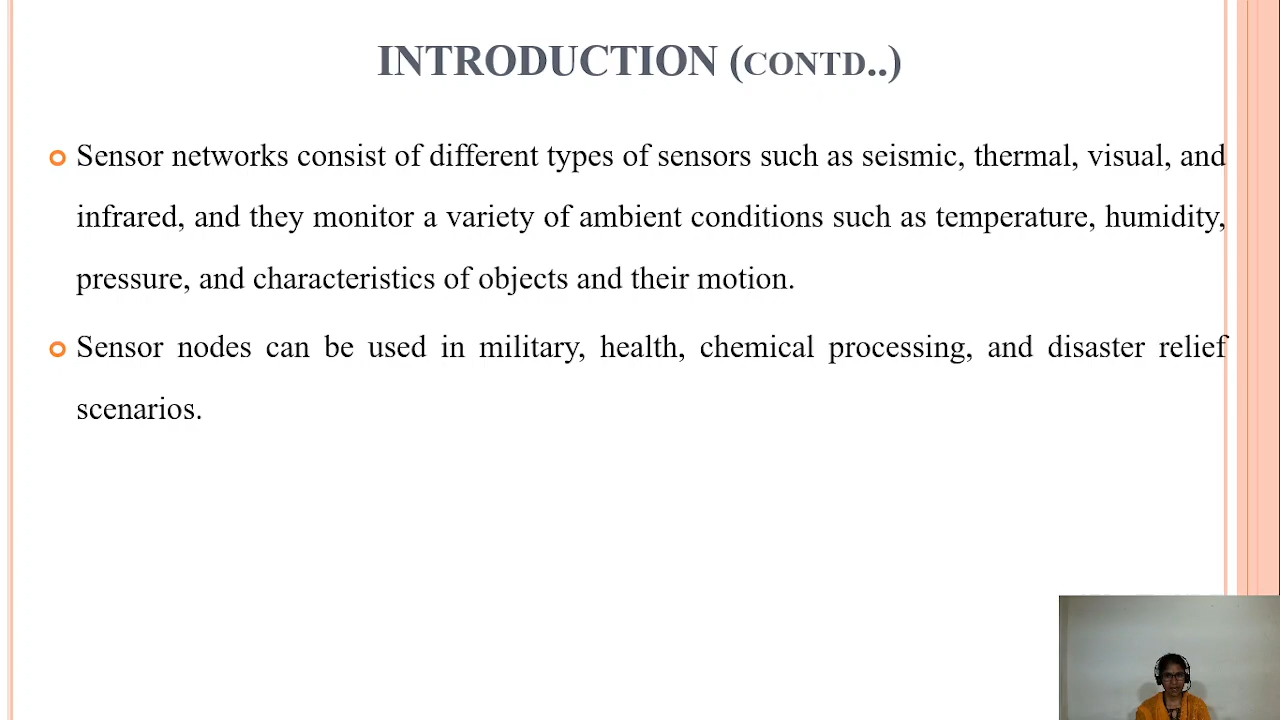 INTRODUCTION (CONTD..)
Sensor networks consist of different types of sensors such as seismic, thermal, visual, and
infrared, and they monitor a variety of ambient conditions such as temperature, humidity,
pressure, and characteristics of objects and their motion.
Sensor nodes can be used in military, health, chemical processing, and disaster relief
scenarios.